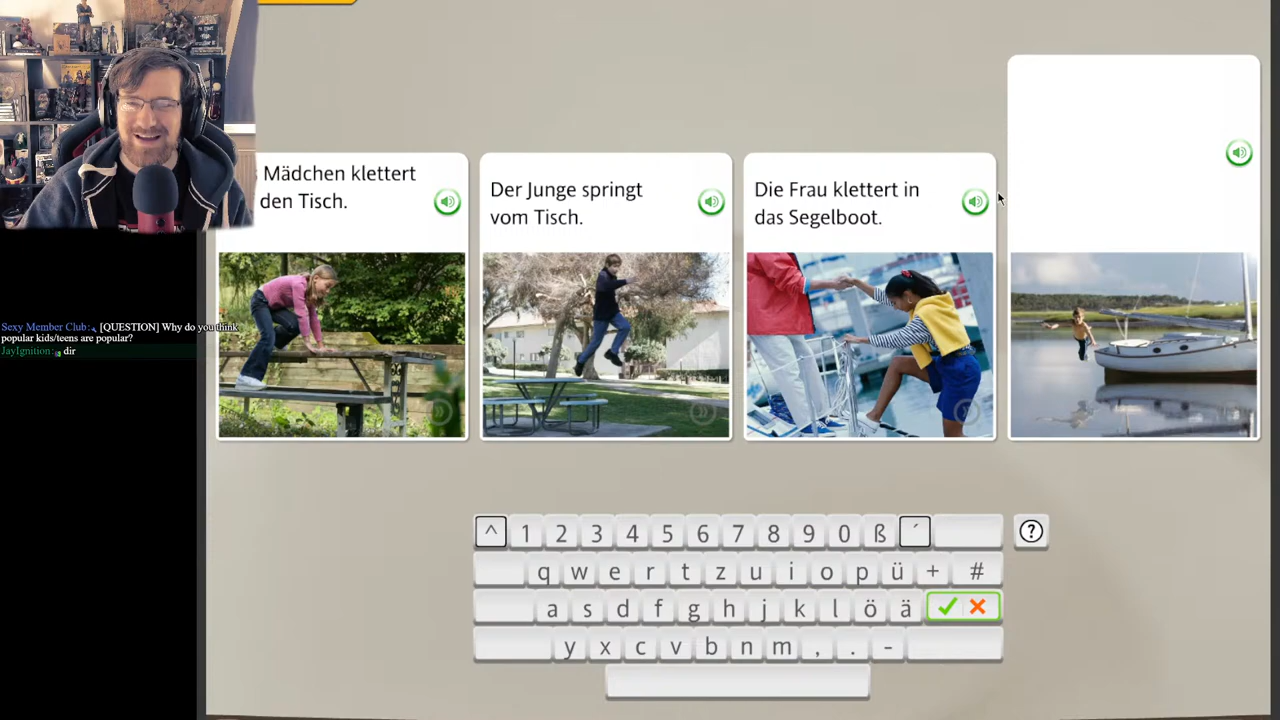 Mädchen klettert
den Tisch.
Der Junge springt
vom Tisch.
Die Frau klettert in
das Segelboot.
Sexy Member Club: [QUESTION] Why do you think
popular kids/teens are popular?
JayIgnition: dir
^ 1 2 3 4 5 6 7 8 9 0 ß ´ ?
q w e r t z u i o p ü + #
a s d f g h j k l ö ä
y x c v b n m , . -